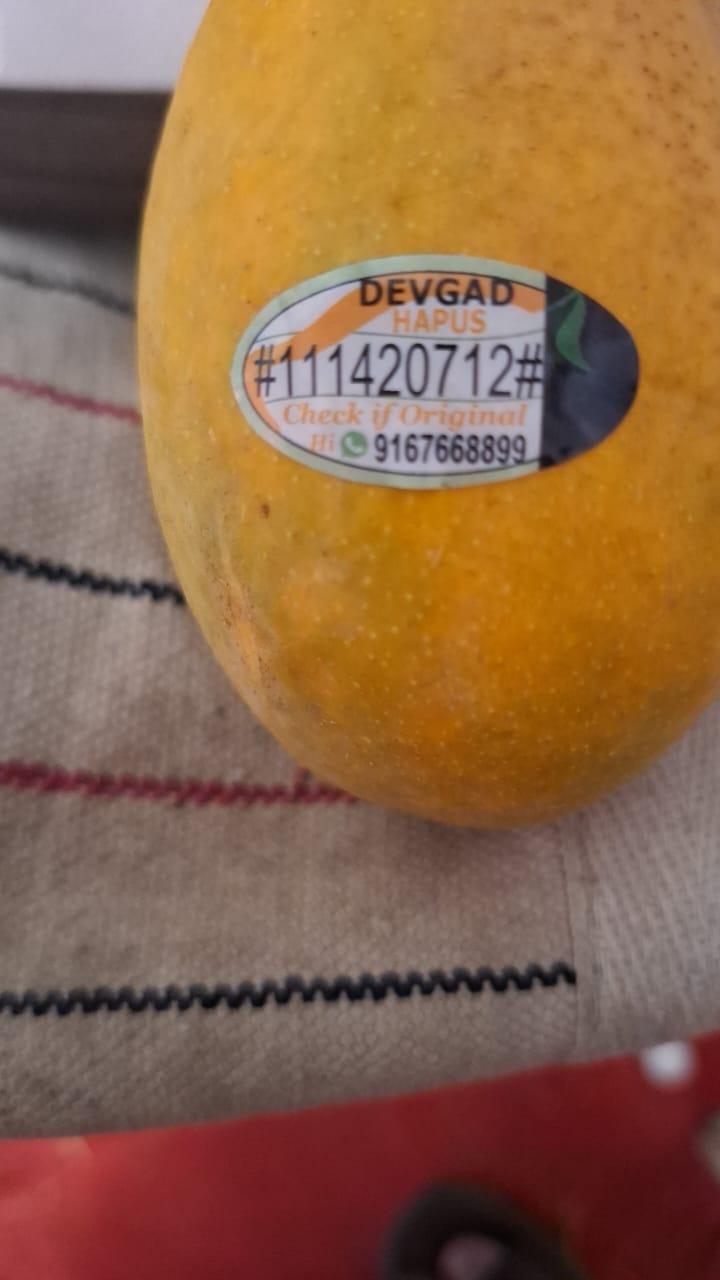 DEVGAD
HAPUS
#111420712#
Check if Original
Hi 9167668899